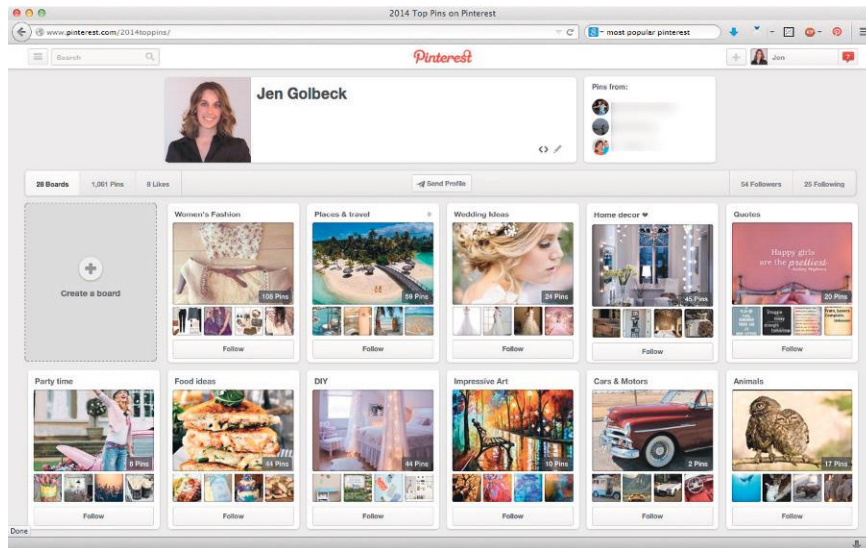 2014 Top Pins on Pinterest
www.pinterest.com/2014toppins/
most popular pinterest
Search
Pinterest
Jen
Jen Golbeck
Pins from:
28 Boards
1,061 Pins
8 Likes
Send Profile
54 Followers
25 Following
Create a board
Women's Fashion
108 Pins
Follow
Places & travel
59 Pins
Follow
Wedding Ideas
24 Pins
Follow
Home decor ❤
45 Pins
Follow
Quotes
Happy girls
are the prettiest
20 Pins
Follow
Party time
6 Pins
Follow
Food ideas
44 Pins
Follow
DIY
44 Pins
Follow
Impressive Art
10 Pins
Follow
Cars & Motors
2 Pins
Follow
Animals
17 Pins
Follow
Done